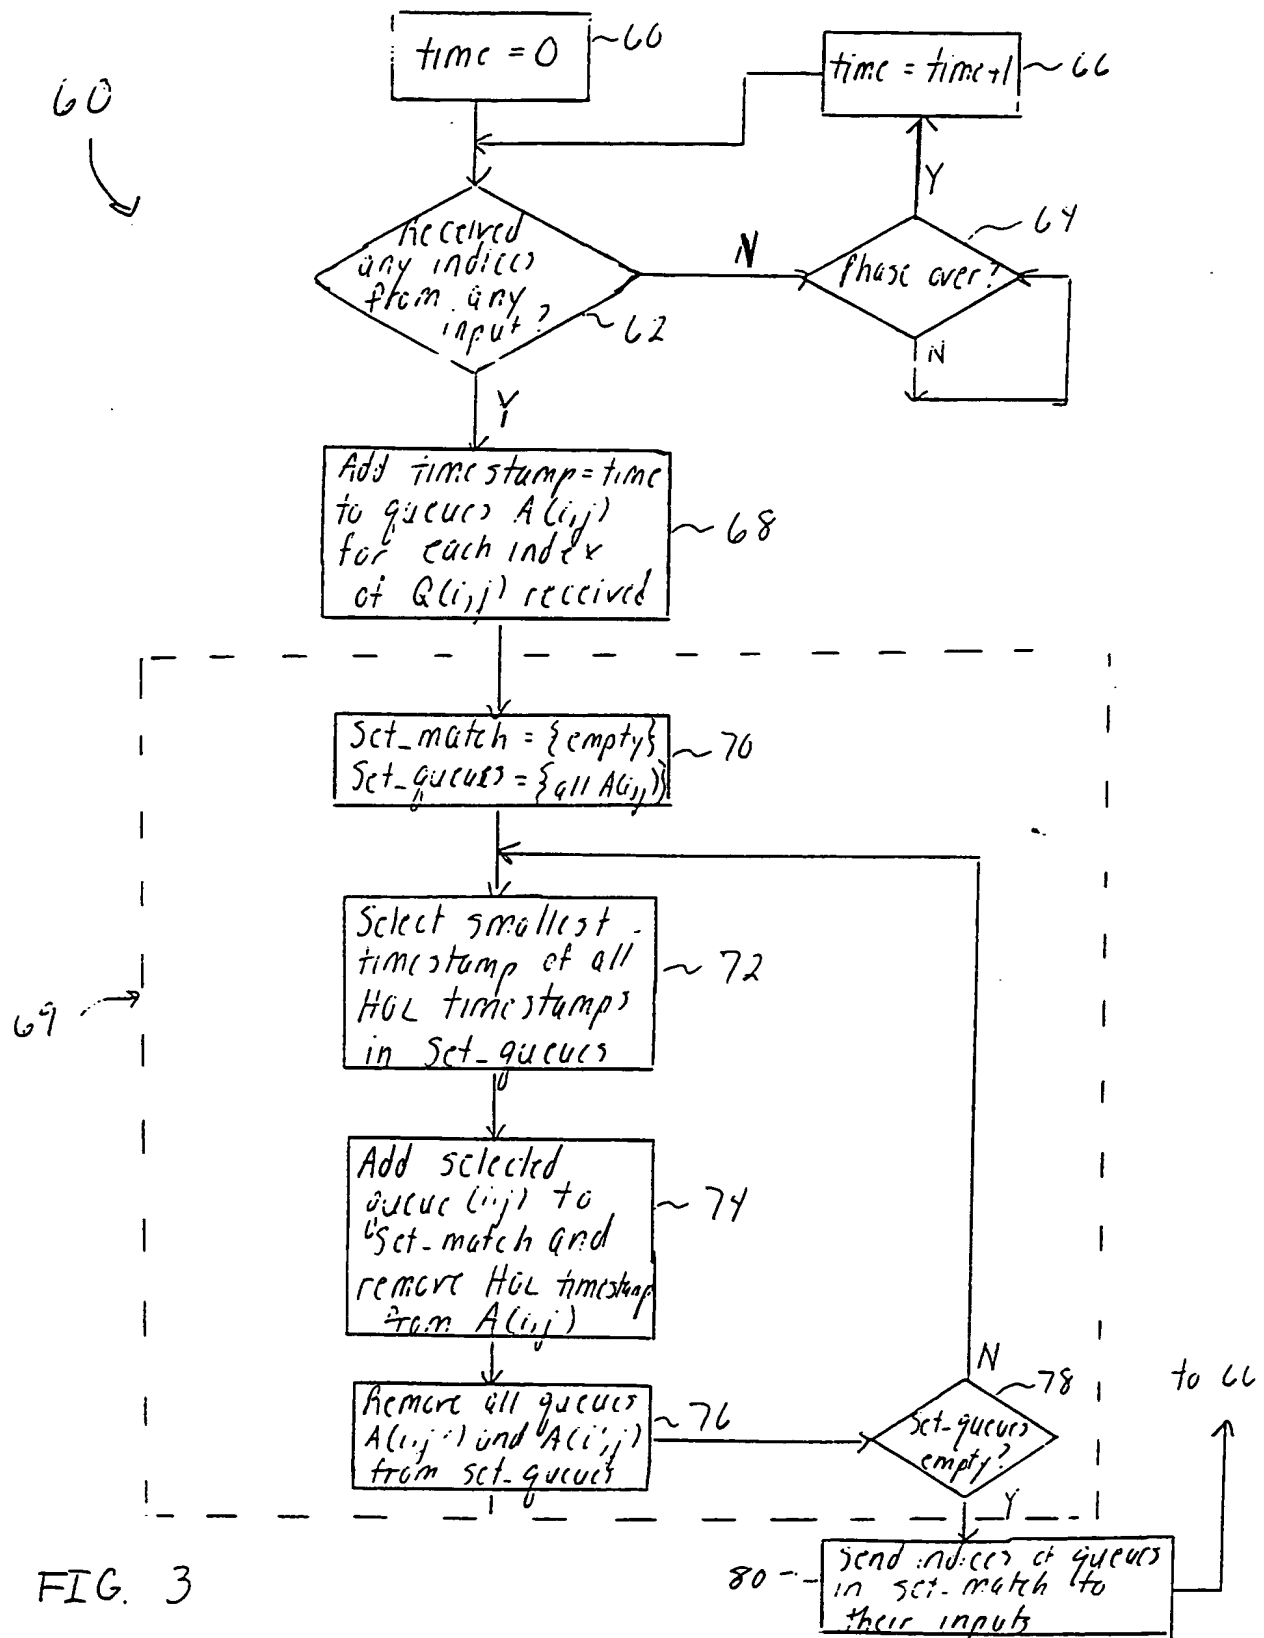 time = 0
60
time = time+1
66
60
Received
any indices
from any
input?
62
N
Phase over?
64
Y
N
Y
Add timestamp=time
to queues A(i,j)
for each index
of Q(i,j) received
68
Set_match = {empty}
Set_queues = {all A(i,j)}
70
Select smallest
timestamp of all
HOL timestamps
in Set_queues
72
69
Add selected
queue (i,j) to
Set_match and
remove HOL timestamp
from A(i,j)
74
Remove all queues
A(i,j') and A(i',j)
from set_queues
76
N
78
Set_queues
empty?
Y
to 66
Send indices of queues
in set_match to
their inputs
80
FIG. 3